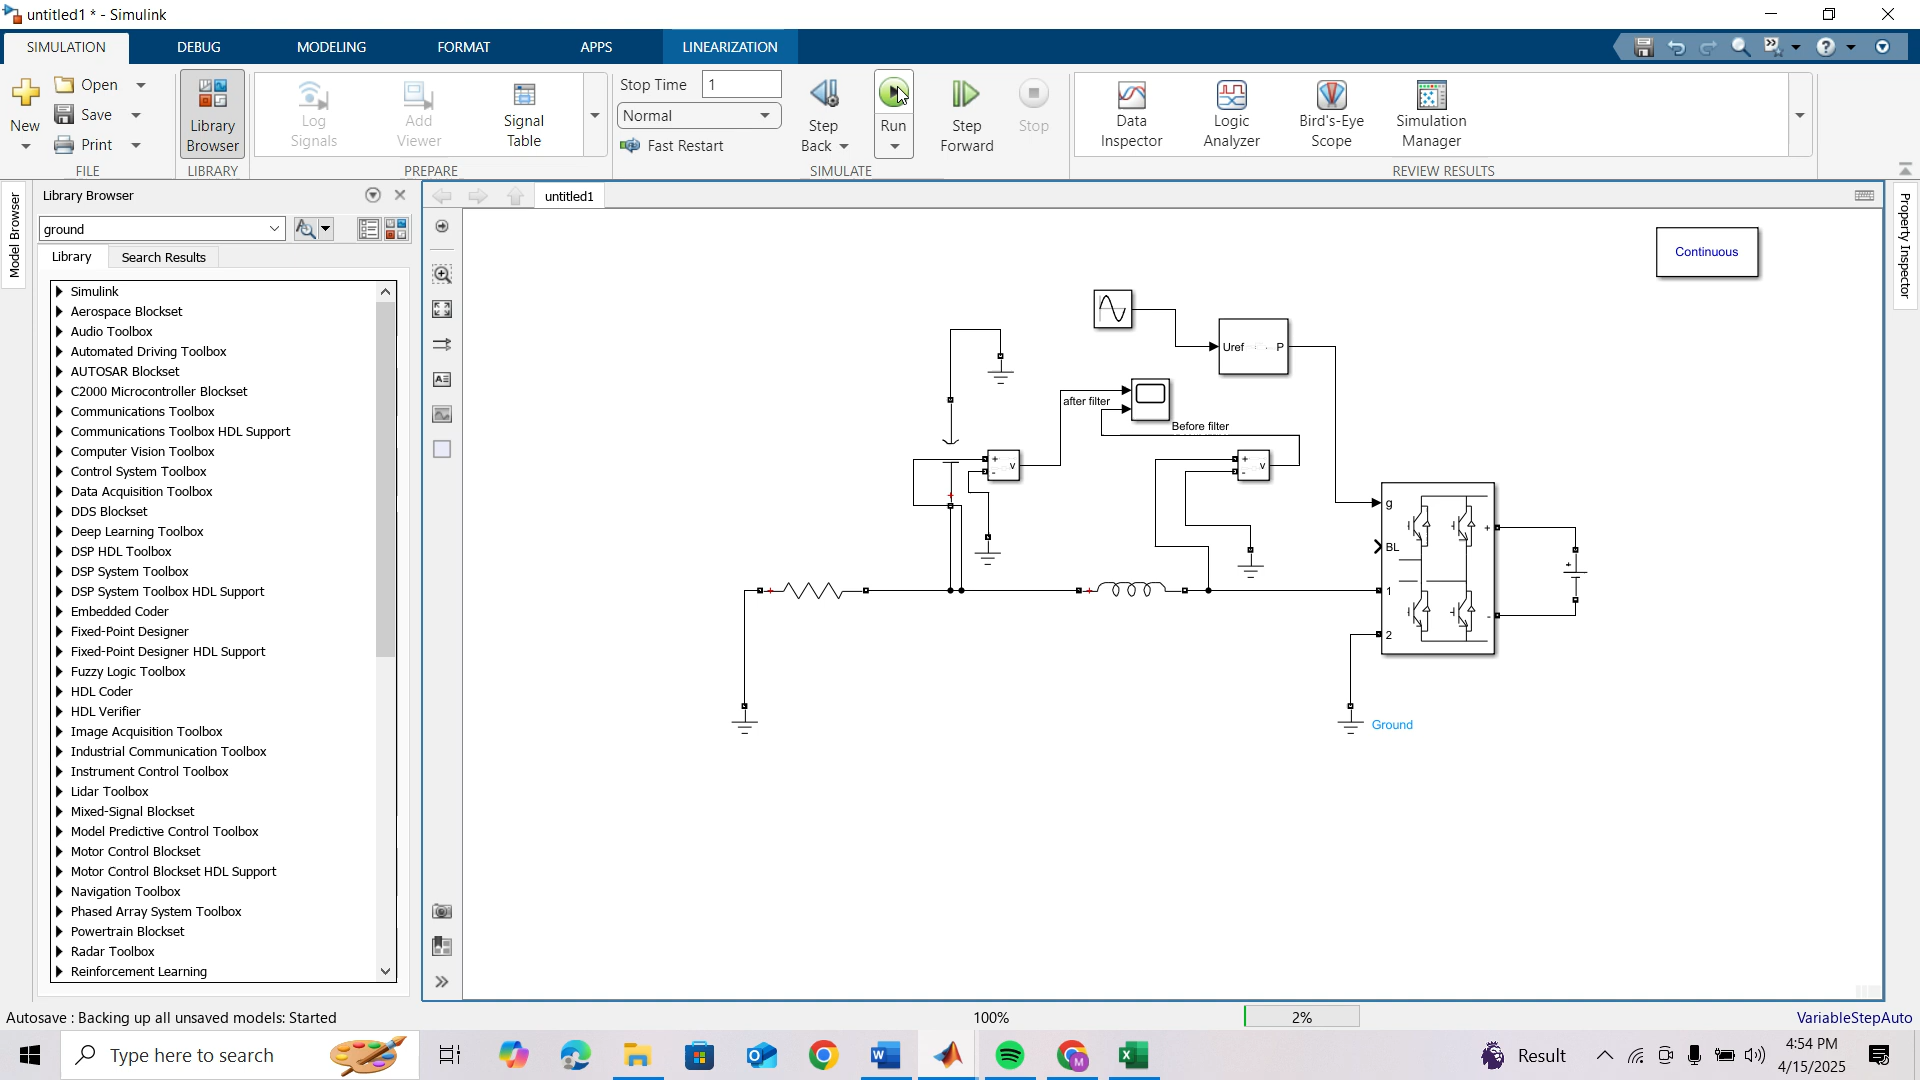 untitled1 * - Simulink
SIMULATION
DEBUG
MODELING
FORMAT
APPS
LINEARIZATION
New
Open
Save
Print
FILE
Library
Browser
LIBRARY
Log
Signals
Add
Viewer
Signal
Table
PREPARE
Stop Time 1
Normal
Fast Restart
Step
Back
Run
Step
Forward
Stop
SIMULATE
Data
Inspector
Logic
Analyzer
Bird's-Eye
Scope
Simulation
Manager
REVIEW RESULTS
Model Browser
Library Browser
ground
Library
Search Results
Simulink
Aerospace Blockset
Audio Toolbox
Automated Driving Toolbox
AUTOSAR Blockset
C2000 Microcontroller Blockset
Communications Toolbox
Communications Toolbox HDL Support
Computer Vision Toolbox
Control System Toolbox
Data Acquisition Toolbox
DDS Blockset
Deep Learning Toolbox
DSP HDL Toolbox
DSP System Toolbox
DSP System Toolbox HDL Support
Embedded Coder
Fixed-Point Designer
Fixed-Point Designer HDL Support
Fuzzy Logic Toolbox
HDL Coder
HDL Verifier
Image Acquisition Toolbox
Industrial Communication Toolbox
Instrument Control Toolbox
Lidar Toolbox
Mixed-Signal Blockset
Model Predictive Control Toolbox
Motor Control Blockset
Motor Control Blockset HDL Support
Navigation Toolbox
Phased Array System Toolbox
Powertrain Blockset
Radar Toolbox
Reinforcement Learning
untitled1
Property Inspector
Continuous
Uref P
after filter
Before filter
+
- v
+
- v
g
BL
1
2
+
-
+
Ground
Autosave : Backing up all unsaved models: Started
100%
2%
VariableStepAuto
Type here to search
Result
4:54 PM
4/15/2025